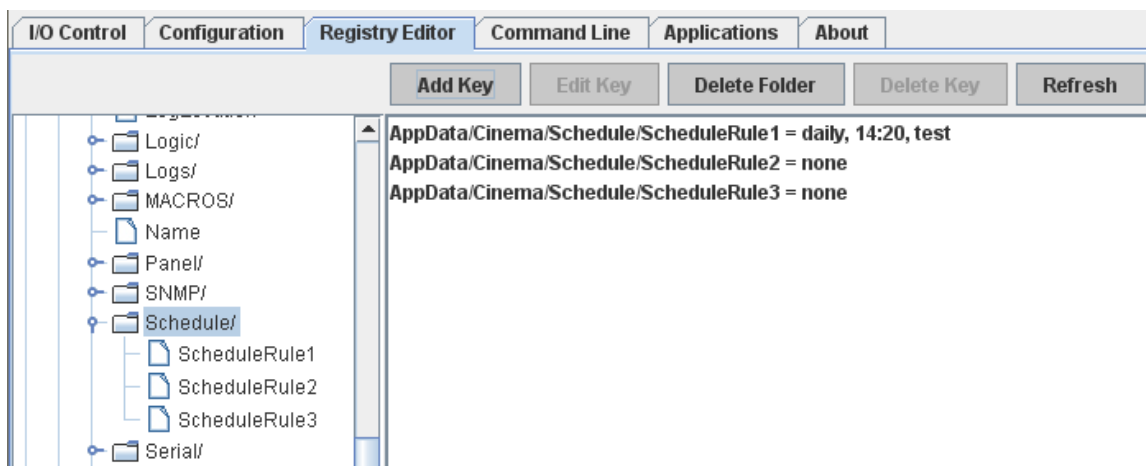 I/O Control Configuration Registry Editor Command Line Applications About
Add Key Edit Key Delete Folder Delete Key Refresh
Logic/
Logs/
MACROS/
Name
Panel/
SNMP/
Schedule/
ScheduleRule1
ScheduleRule2
ScheduleRule3
Serial/
AppData/Cinema/Schedule/ScheduleRule1 = daily, 14:20, test
AppData/Cinema/Schedule/ScheduleRule2 = none
AppData/Cinema/Schedule/ScheduleRule3 = none